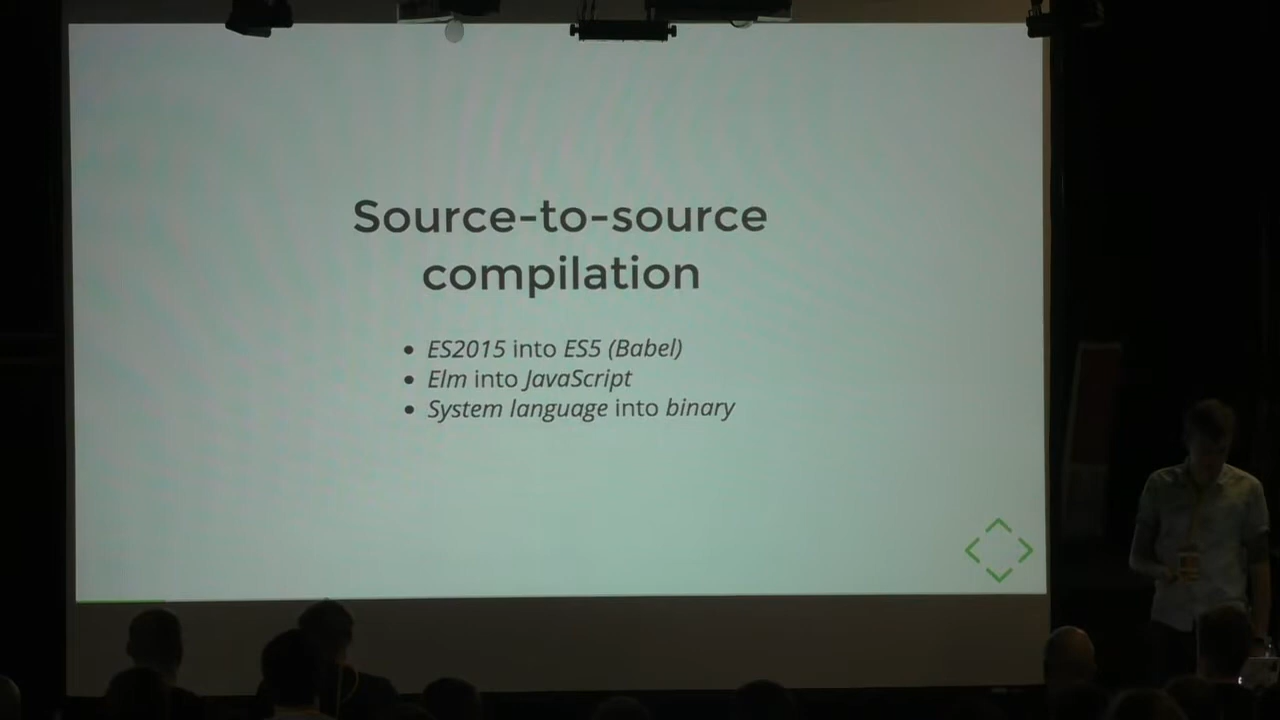 Source-to-source
compilation
• ES2015 into ES5 (Babel)
• Elm into JavaScript
• System language into binary